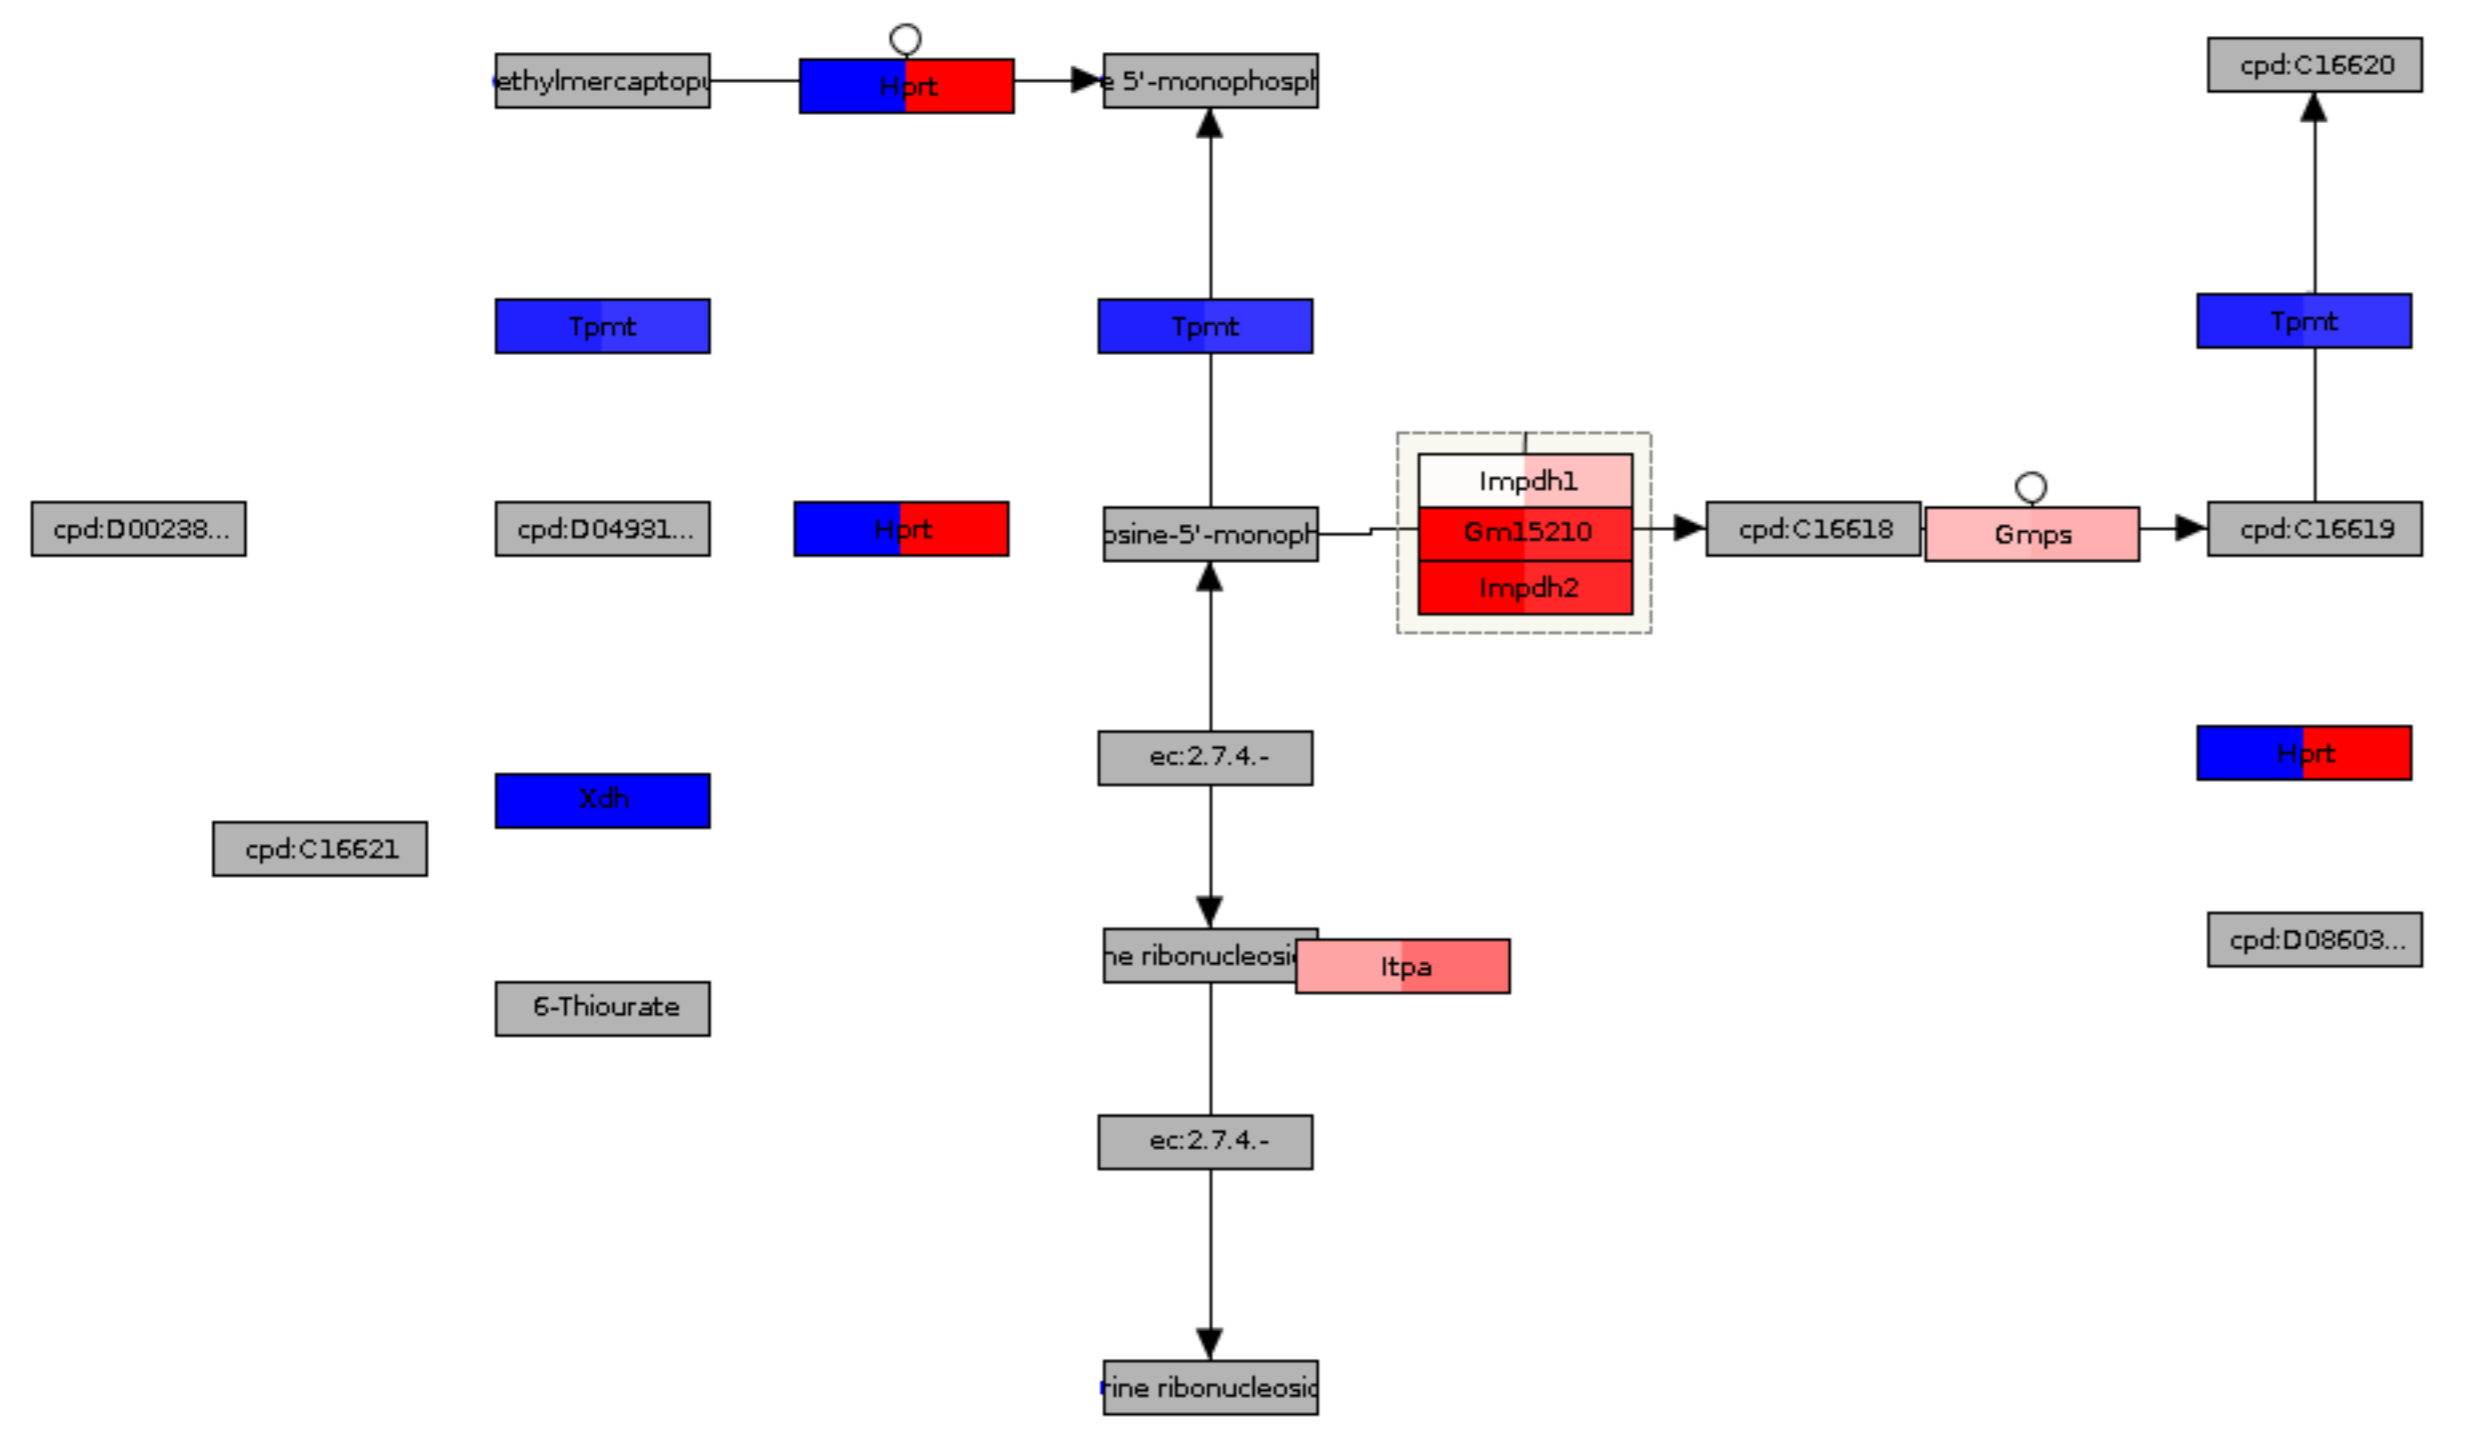 ethylmercaptopu
Hprt
e 5'-monophosph
cpd:C16620
Tpmt
Tpmt
Tpmt
cpd:D00238...
cpd:D04931...
Hprt
osine-5'-monoph
Impdh1
Gm15210
Impdh2
cpd:C16618
Gmps
cpd:C16619
ec:2.7.4.-
Hprt
Xdh
cpd:C16621
ne ribonucleosi
Itpa
cpd:D08603...
6-Thiourate
ec:2.7.4.-
rine ribonucleosid